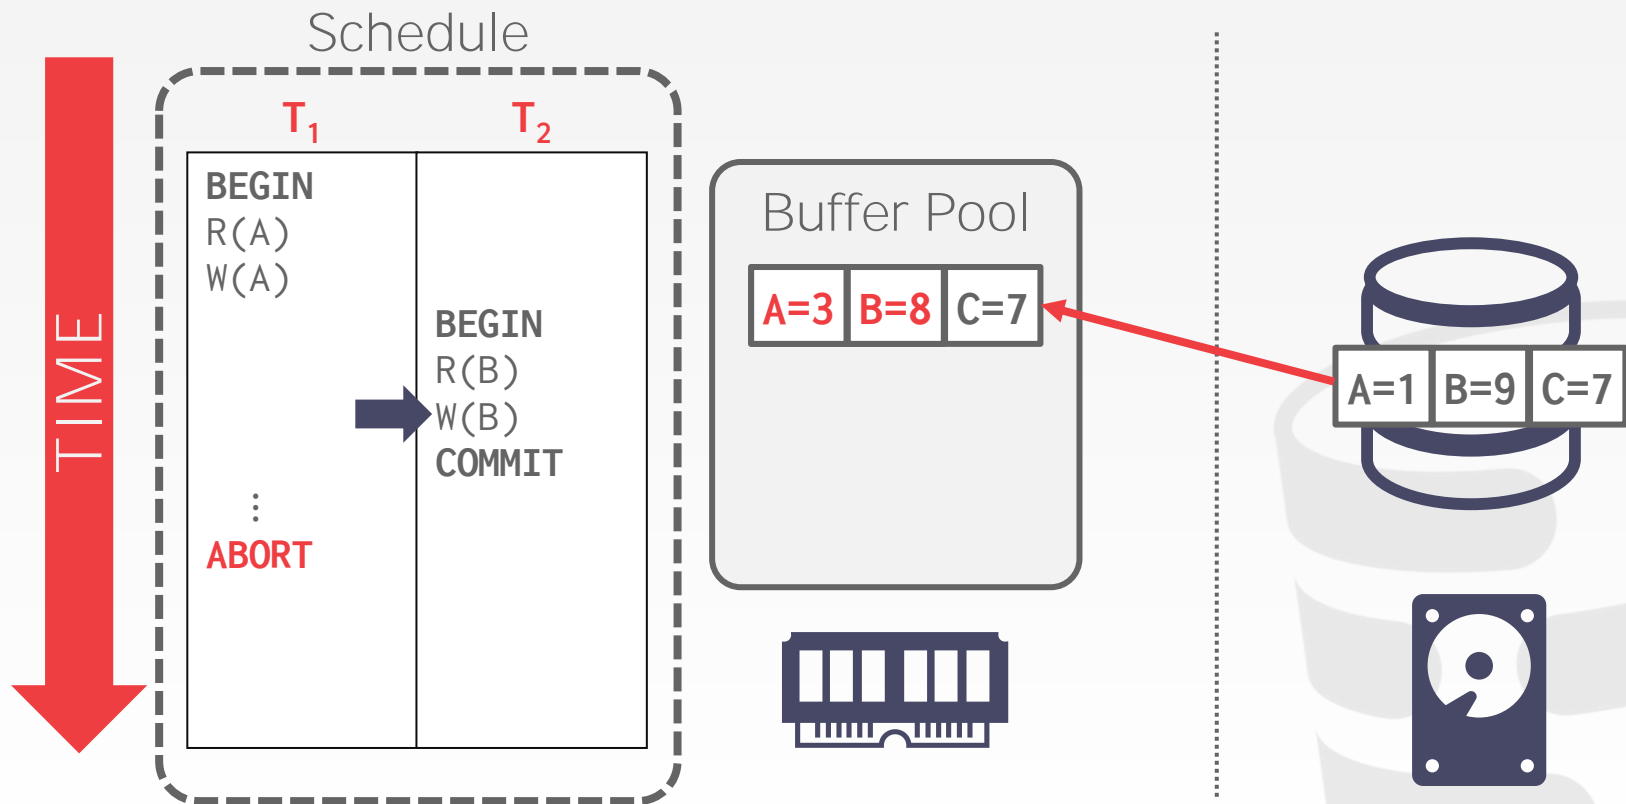 Schedule
TIME
T₁ T₂
BEGIN
R(A)
W(A)
BEGIN
R(B)
W(B)
COMMIT
⋮
ABORT
Buffer Pool
A=3 B=8 C=7
A=1 B=9 C=7